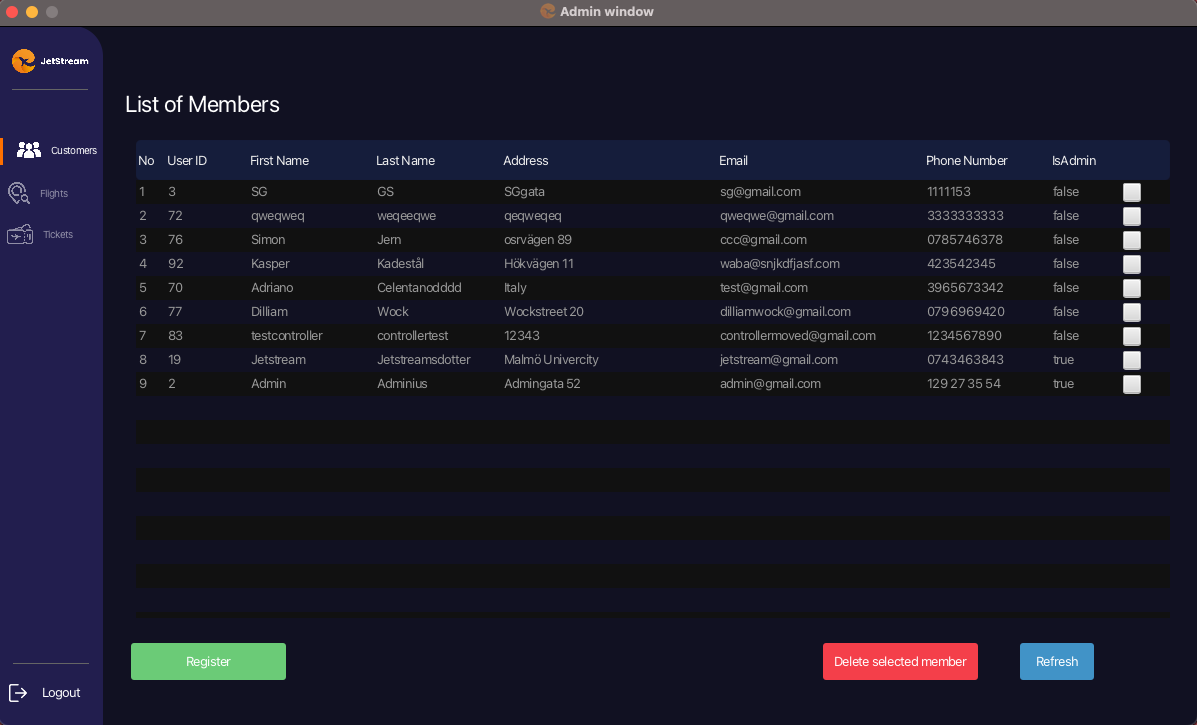 Admin window
JetStream
List of Members
Customers
Flights
Tickets
No User ID First Name Last Name Address Email Phone Number IsAdmin
1 3 SG GS SGgata sg@gmail.com 1111153 false
2 72 qweqweq weqeeqwe qeqweqeq qweqwe@gmail.com 3333333333 false
3 76 Simon Jern osrvägen 89 ccc@gmail.com 0785746378 false
4 92 Kasper Kadestål Hökvägen 11 waba@snjkdfjasf.com 423542345 false
5 70 Adriano Celentanodddd Italy test@gmail.com 3965673342 false
6 77 Dilliam Wock Wockstreet 20 dilliamwock@gmail.com 0796969420 false
7 83 testcontroller controllertest 12343 controllermoved@gmail.com 1234567890 false
8 19 Jetstream Jetstreamsdotter Malmö Univercity jetstream@gmail.com 0743463843 true
9 2 Admin Adminius Admingata 52 admin@gmail.com 129 27 35 54 true
Register Delete selected member Refresh
Logout